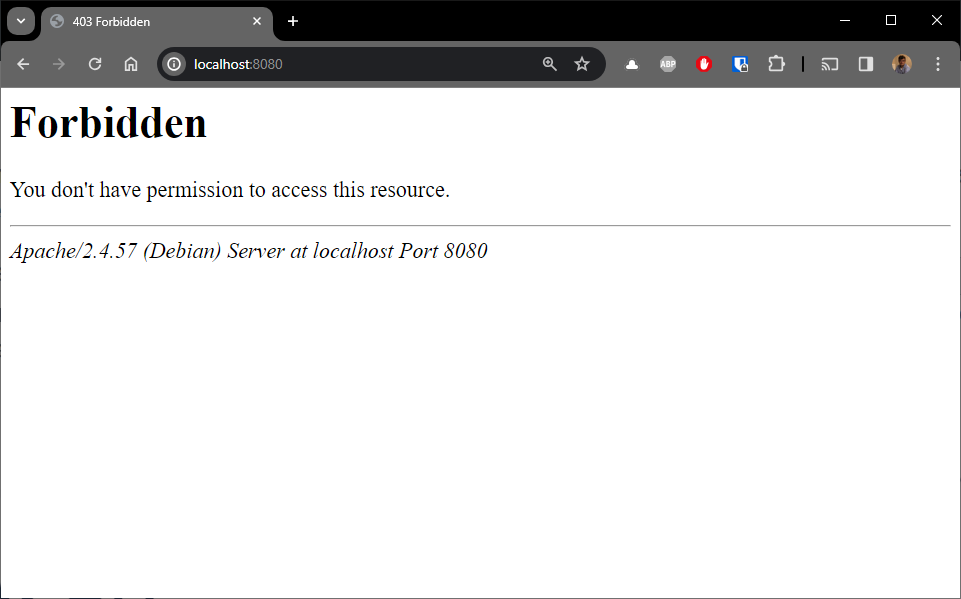 403 Forbidden
localhost:8080
ABP
Forbidden
You don't have permission to access this resource.
Apache/2.4.57 (Debian) Server at localhost Port 8080